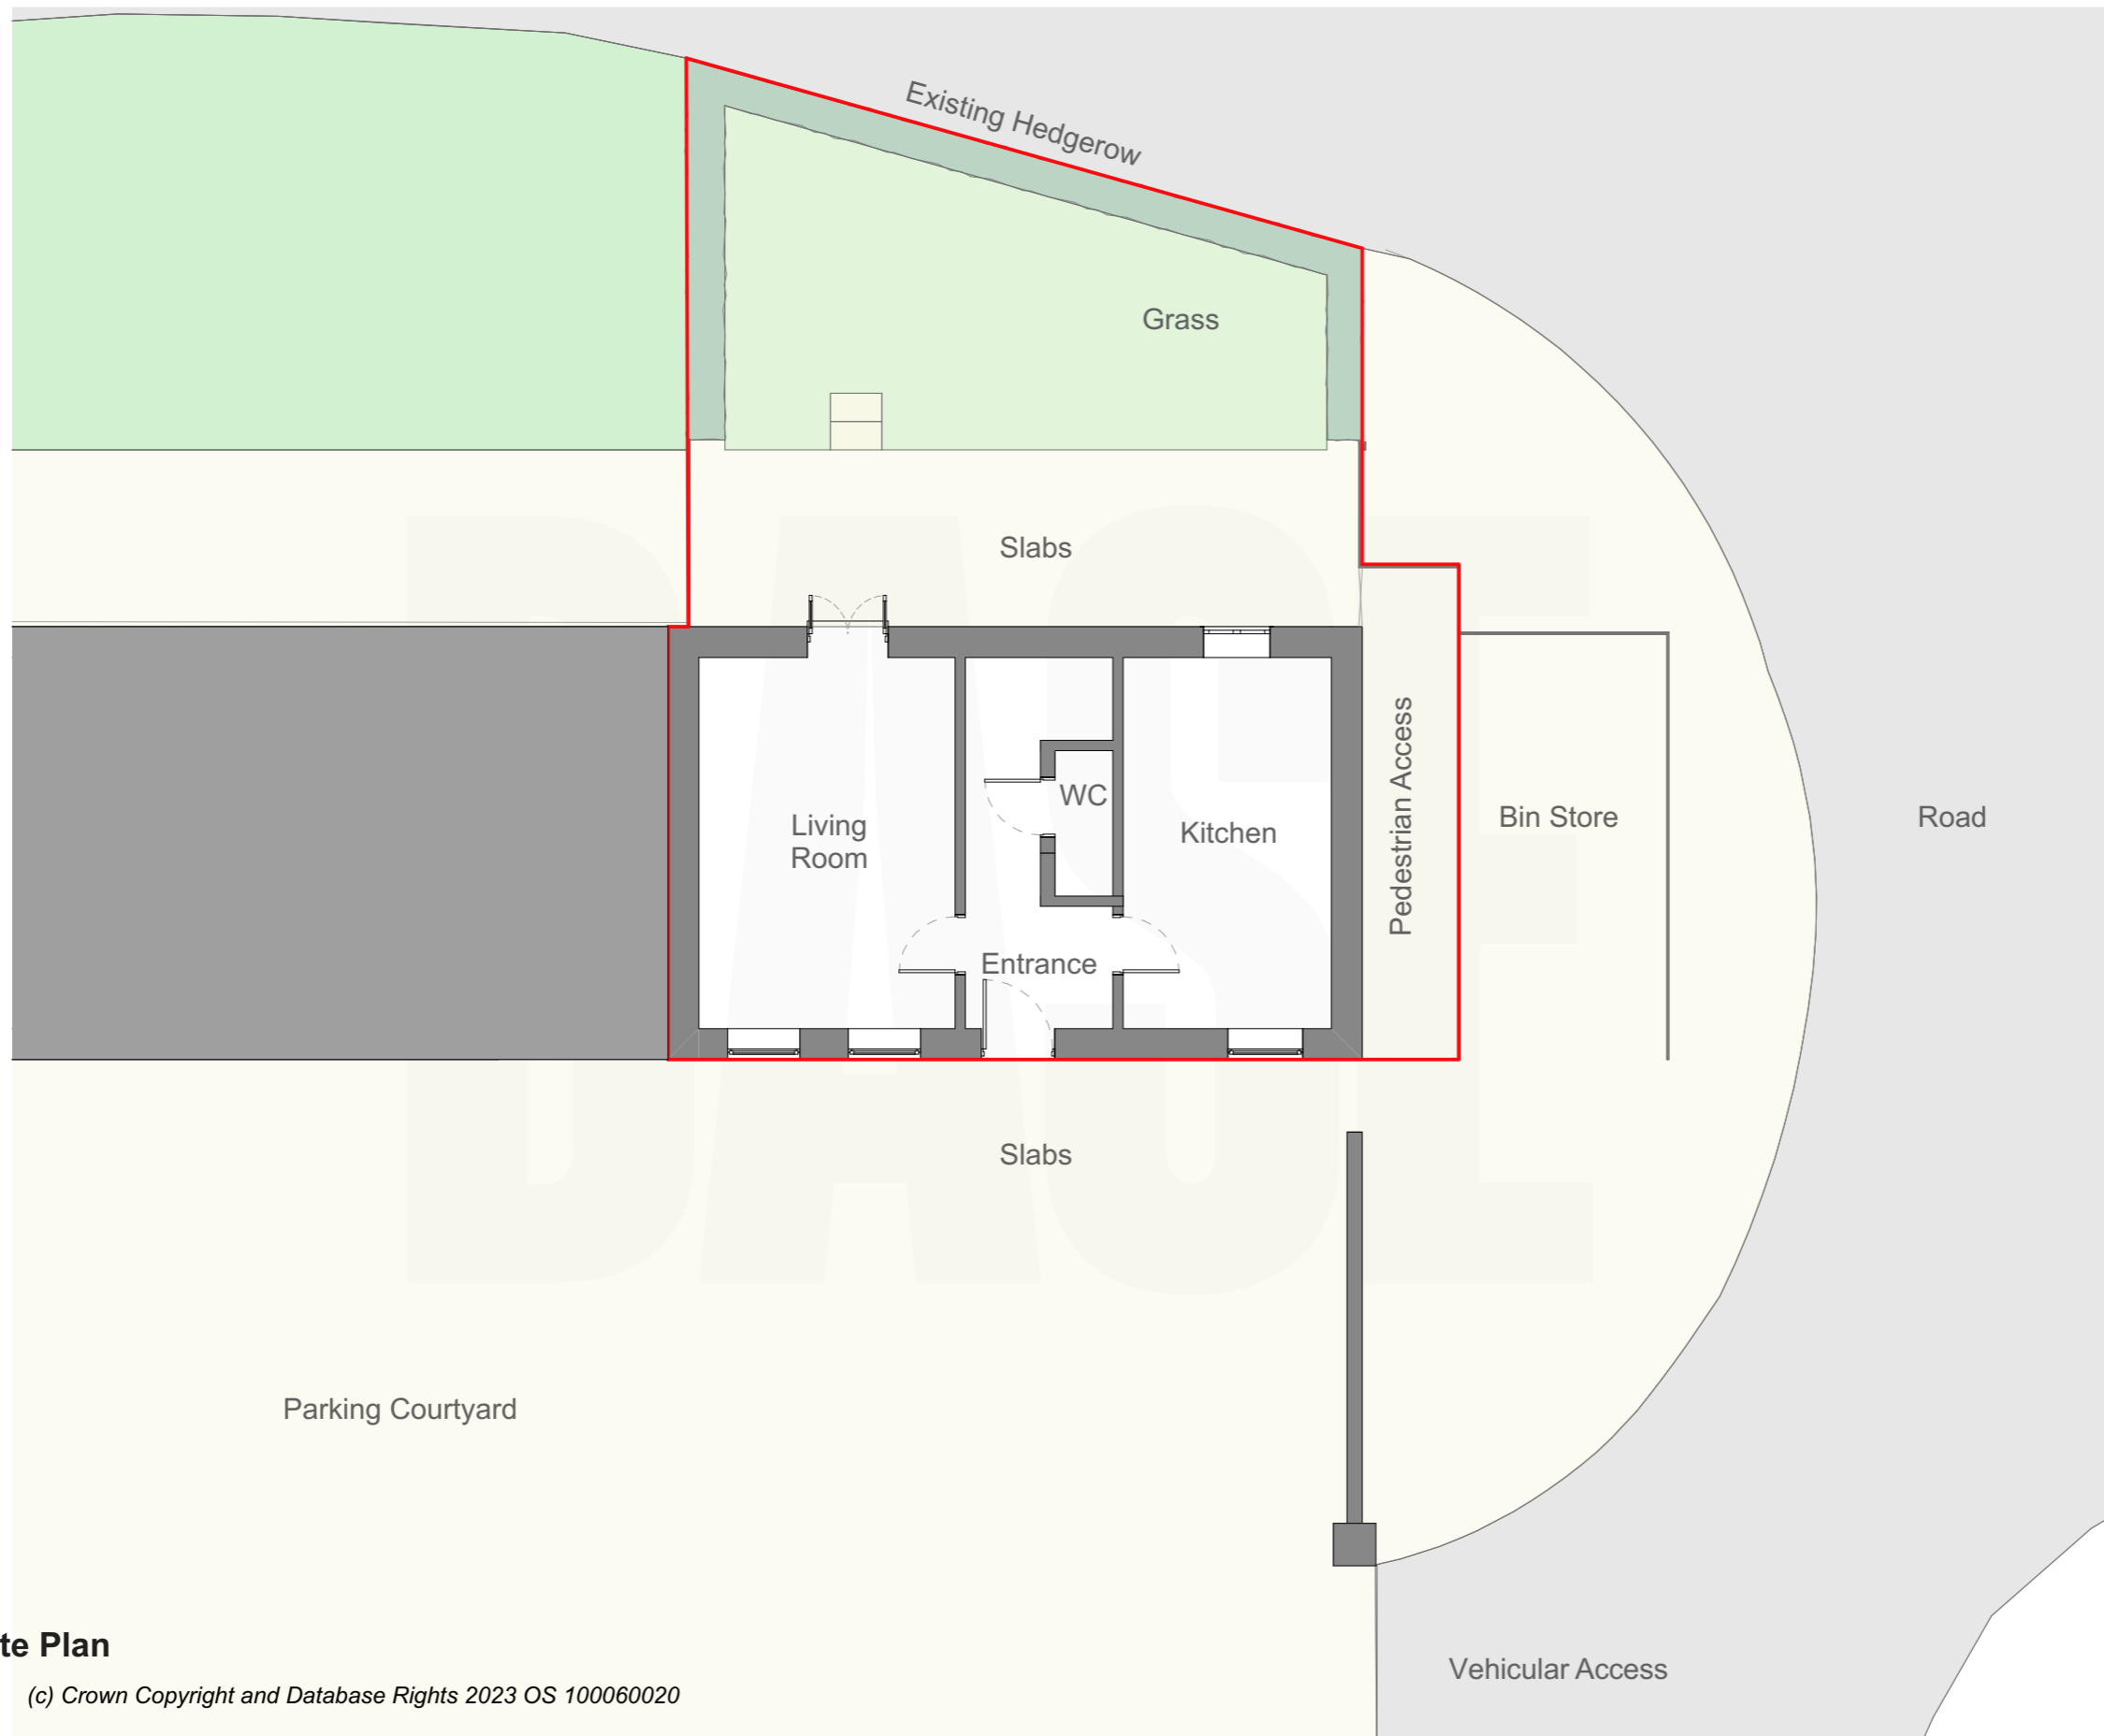 Existing Hedgerow
Grass
Slabs
Living
Room
WC
Kitchen
Pedestrian Access
Bin Store
Road
Entrance
Slabs
Parking Courtyard
te Plan
(c) Crown Copyright and Database Rights 2023 OS 100060020
Vehicular Access